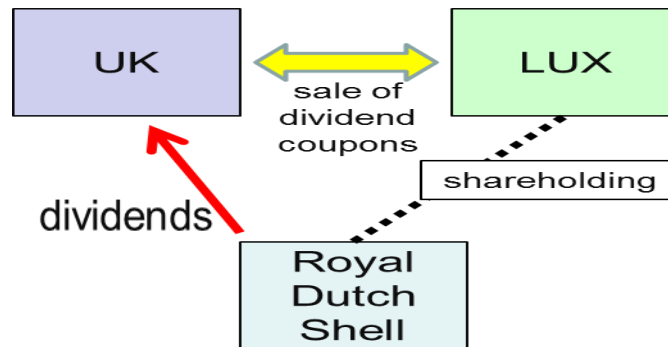 UK
LUX
sale of
dividend
coupons
shareholding
dividends
Royal
Dutch
Shell